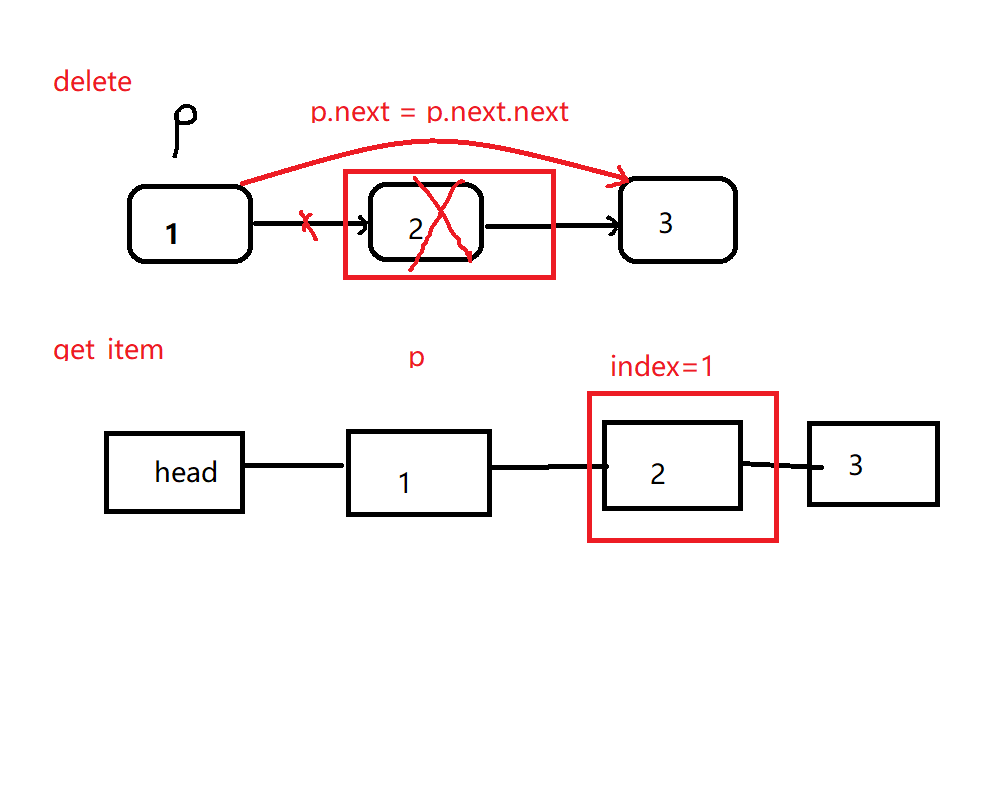 delete
p
p.next = p.next.next
1
2
3
get item
p
index=1
head
1
2
3